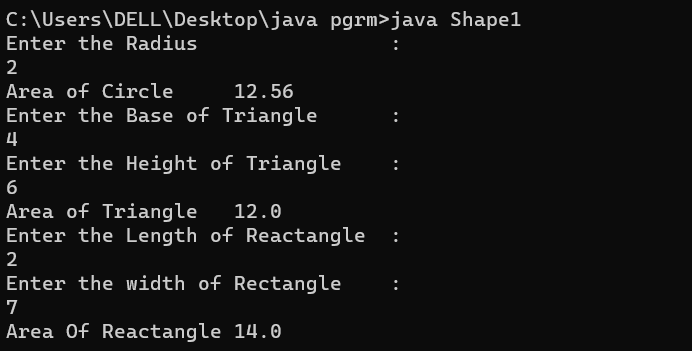 C:\Users\DELL\Desktop\java pgrm>java Shape1
Enter the Radius                :
2
Area of Circle     12.56
Enter the Base of Triangle      :
4
Enter the Height of Triangle    :
6
Area of Triangle   12.0
Enter the Length of Reactangle  :
2
Enter the width of Rectangle    :
7
Area Of Reactangle 14.0